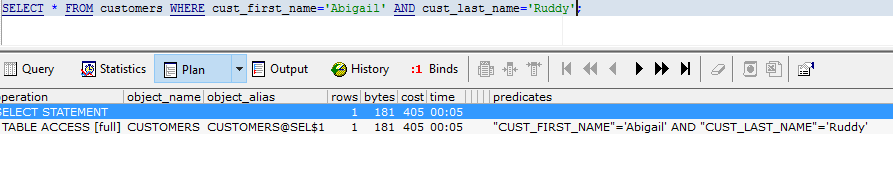 SELECT * FROM customers WHERE cust_first_name='Abigail' AND cust_last_name='Ruddy';
Query Statistics Plan Output History :1 Binds
operation object_name object_alias rows bytes cost time predicates
SELECT STATEMENT 1 181 405 00:05
TABLE ACCESS [full] CUSTOMERS CUSTOMERS@SEL$1 1 181 405 00:05 "CUST_FIRST_NAME"='Abigail' AND "CUST_LAST_NAME"='Ruddy'